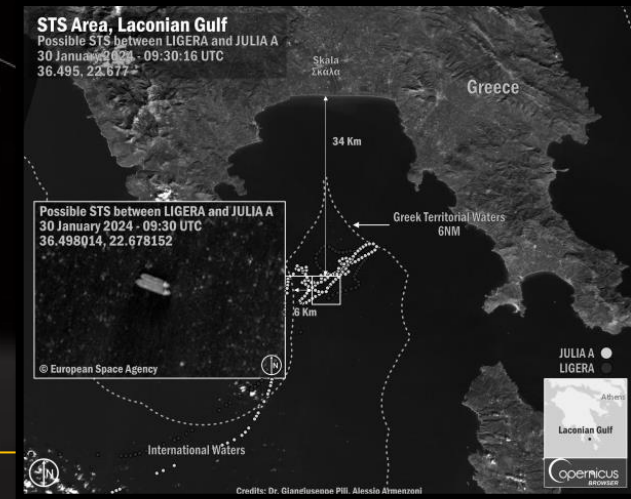 STS Area, Laconian Gulf
Possible STS between LIGERA and JULIA A
30 January 2024 - 09:30:16 UTC
36.495, 22.677
Skala
Σκαλα
Greece
34 Km
Greek Territorial Waters
6NM
Possible STS between LIGERA and JULIA A
30 January 2024 - 09:30 UTC
36.498014, 22.678152
6 Km
© European Space Agency
N
JULIA A
LIGERA
Athens
Laconian Gulf
International Waters
N
Copernicus
BROWSER
Credits: Dr. Giangiuseppe Pili, Alessio Armenzoni